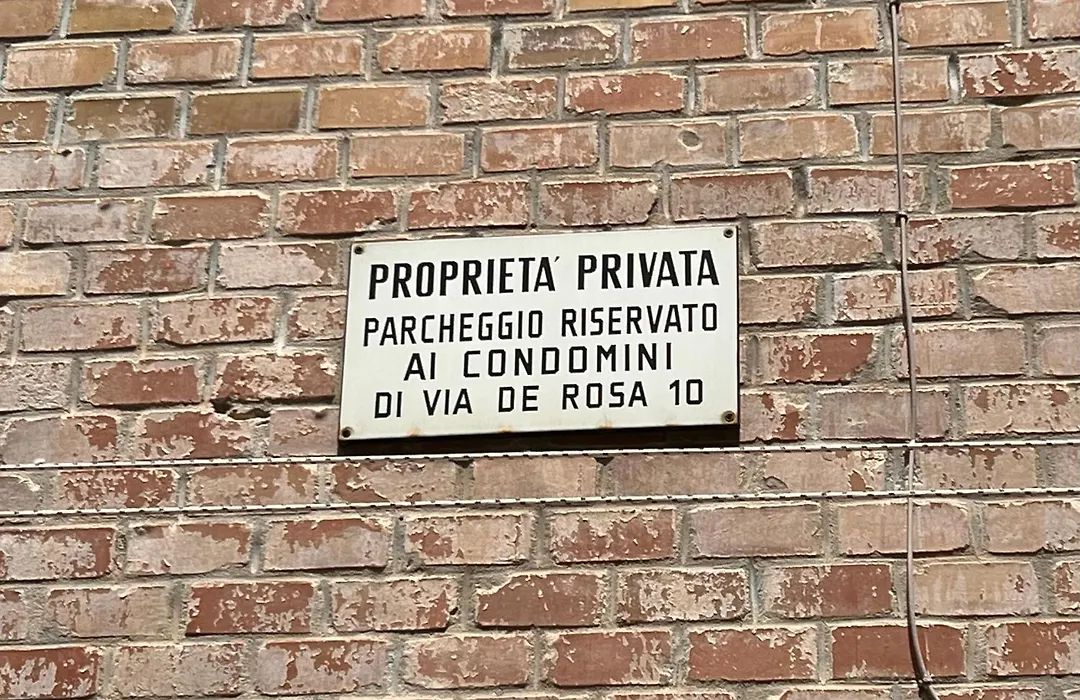 PROPRIETA' PRIVATA
PARCHEGGIO RISERVATO
AI CONDOMINI
DI VIA DE ROSA 10